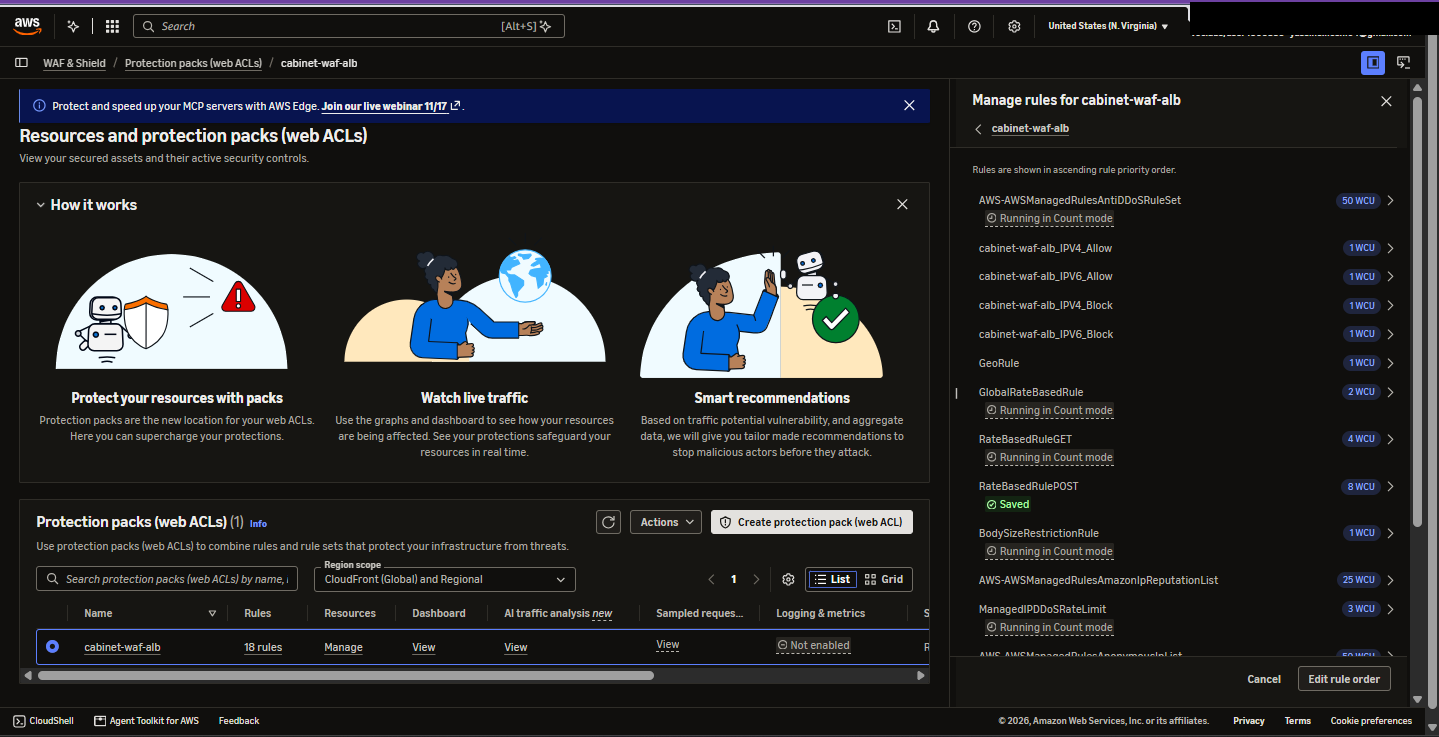 aws
Search
[Alt+S]
United States (N. Virginia)
WAF & Shield / Protection packs (web ACLs) / cabinet-waf-alb
Protect and speed up your MCP servers with AWS Edge. Join our live webinar 11/17 .
Resources and protection packs (web ACLs)
View your secured assets and their active security controls.
How it works
Protect your resources with packs
Protection packs are the new location for your web ACLs.
Here you can supercharge your protections.
Watch live traffic
Use the graphs and dashboard to see how your resources
are being affected. See your protections safeguard your
resources in real time.
Smart recommendations
Based on traffic potential vulnerability, and aggregate
data, we will give you tailor made recommendations to
stop malicious actors before they attack.
Protection packs (web ACLs) (1) Info
Actions
Create protection pack (web ACL)
Use protection packs (web ACLs) to combine rules and rule sets that protect your infrastructure from threats.
Search protection packs (web ACLs) by name,
Region scope
CloudFront (Global) and Regional
1
List
Grid
Name Rules Resources Dashboard AI traffic analysis new Sampled reques... Logging & metrics S
cabinet-waf-alb 18 rules Manage View View View Not enabled R
Manage rules for cabinet-waf-alb
cabinet-waf-alb
Rules are shown in ascending rule priority order.
AWS-AWSManagedRulesAntiDDoSRuleSet 50 WCU
Running in Count mode
cabinet-waf-alb_IPV4_Allow 1 WCU
cabinet-waf-alb_IPV6_Allow 1 WCU
cabinet-waf-alb_IPV4_Block 1 WCU
cabinet-waf-alb_IPV6_Block 1 WCU
GeoRule 1 WCU
GlobalRateBasedRule 2 WCU
Running in Count mode
RateBasedRuleGET 4 WCU
Running in Count mode
RateBasedRulePOST 8 WCU
Saved
BodySizeRestrictionRule 1 WCU
Running in Count mode
AWS-AWSManagedRulesAmazonIpReputationList 25 WCU
ManagedIPDDoSRateLimit 3 WCU
Running in Count mode
AWS-AWSManagedRulesAnonymousIpList 50 WCU
Cancel
Edit rule order
CloudShell
Agent Toolkit for AWS
Feedback
© 2026, Amazon Web Services, Inc. or its affiliates.
Privacy
Terms
Cookie preferences